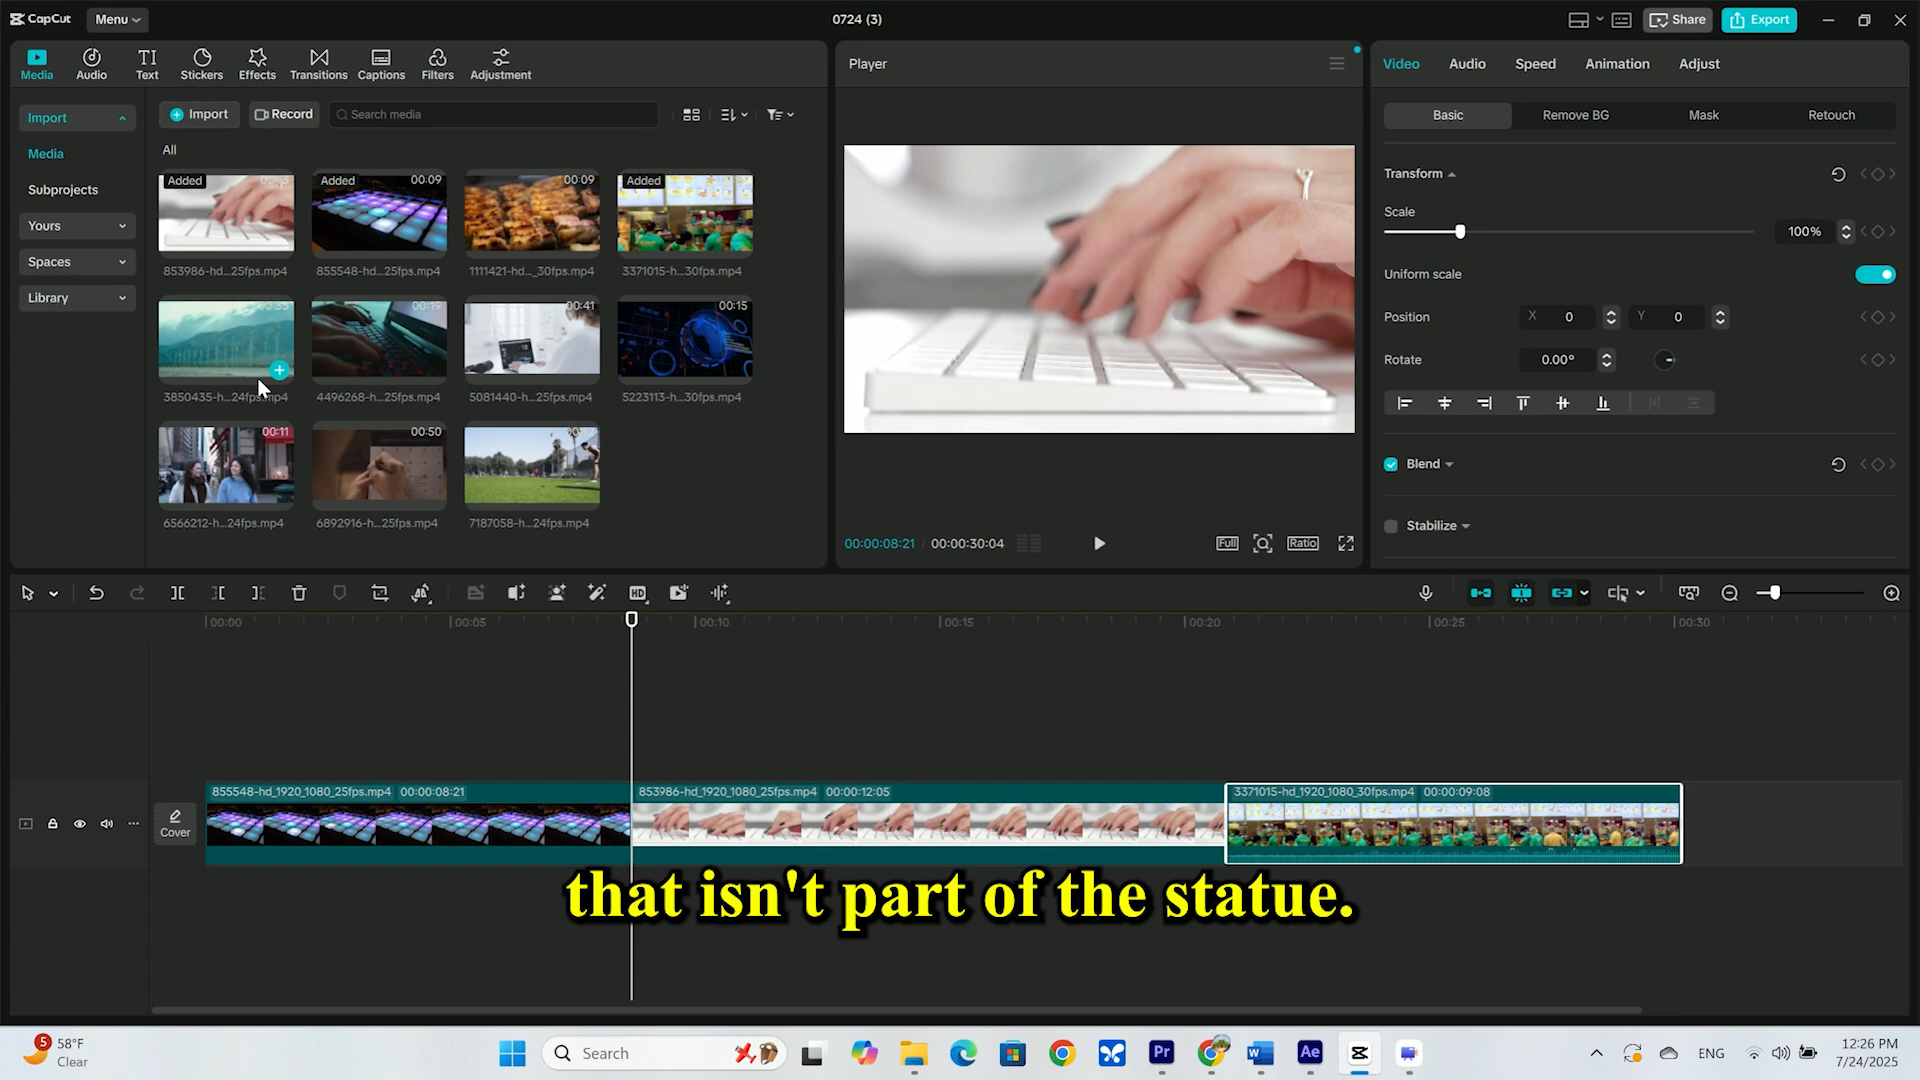 CapCut
Menu
0724 (3)
Share
Export
Media
Audio
Text
Stickers
Effects
Transitions
Captions
Filters
Adjustment
Import
Media
Subprojects
Yours
Spaces
Library
Import
Record
Search media
All
Added
853986-hd...25fps.mp4
Added
00:09
855548-hd...25fps.mp4
00:09
1111421-hd..._30fps.mp4
Added
3371015-h...30fps.mp4
3850435-h...24fps.mp4
00:19
4496268-h...25fps.mp4
00:41
5081440-h...25fps.mp4
00:15
5223113-h...30fps.mp4
00:11
6566212-h...24fps.mp4
00:50
6892916-h...25fps.mp4
7187058-h...24fps.mp4
Player
00:00:08:21 / 00:00:30:04
Full
Ratio
Video
Audio
Speed
Animation
Adjust
Basic
Remove BG
Mask
Retouch
Transform
Scale
100%
Uniform scale
Position
X 0
Y 0
Rotate
0.00°
Blend
Stabilize
HD
00:00
00:05
00:10
00:15
00:20
00:25
00:30
Cover
855548-hd_1920_1080_25fps.mp4 00:00:08:21
853986-hd_1920_1080_25fps.mp4 00:00:12:05
3371015-hd_1920_1080_30fps.mp4 00:00:09:08
that isn't part of the statue.
5
58°F
Clear
Search
Pr
Ae
ENG
12:26 PM
7/24/2025